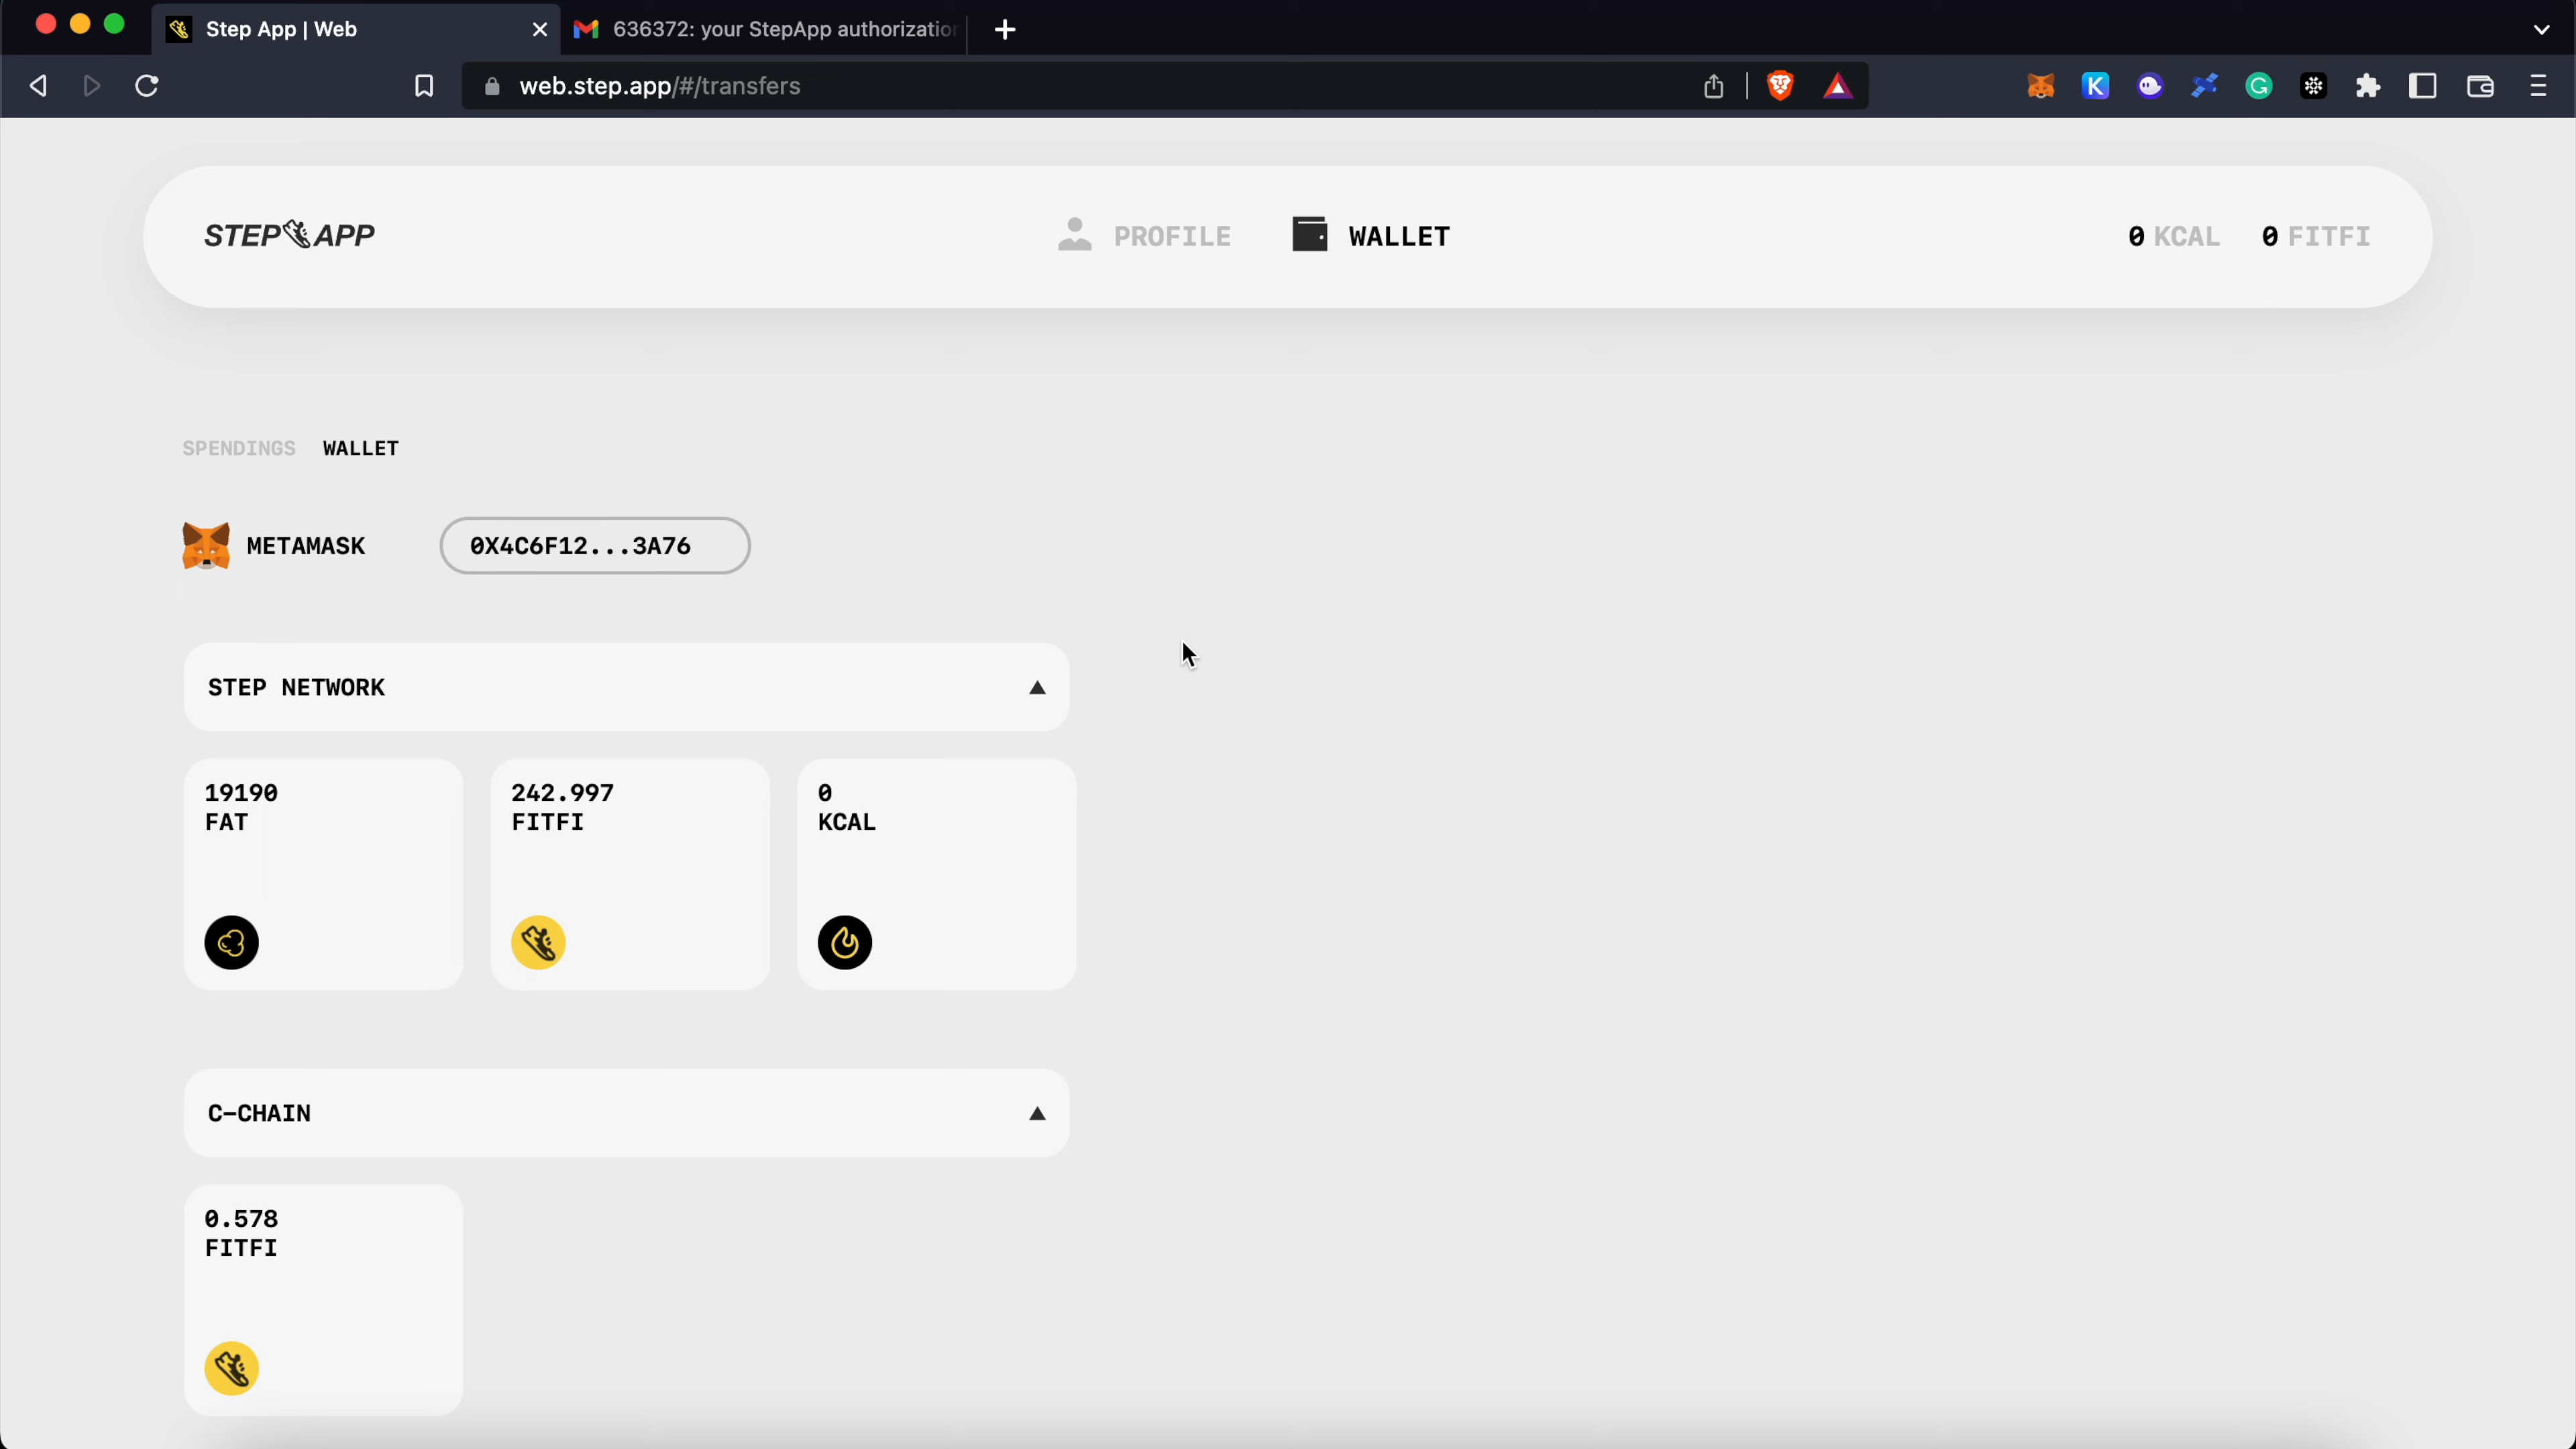 Step App | Web
636372: your StepApp authorization
web.step.app/#/transfers
STEP APP
PROFILE
WALLET
0 KCAL
0 FITFI
SPENDINGS
WALLET
METAMASK
0X4C6F12...3A76
STEP NETWORK
19190
FAT
242.997
FITFI
0
KCAL
C-CHAIN
0.578
FITFI